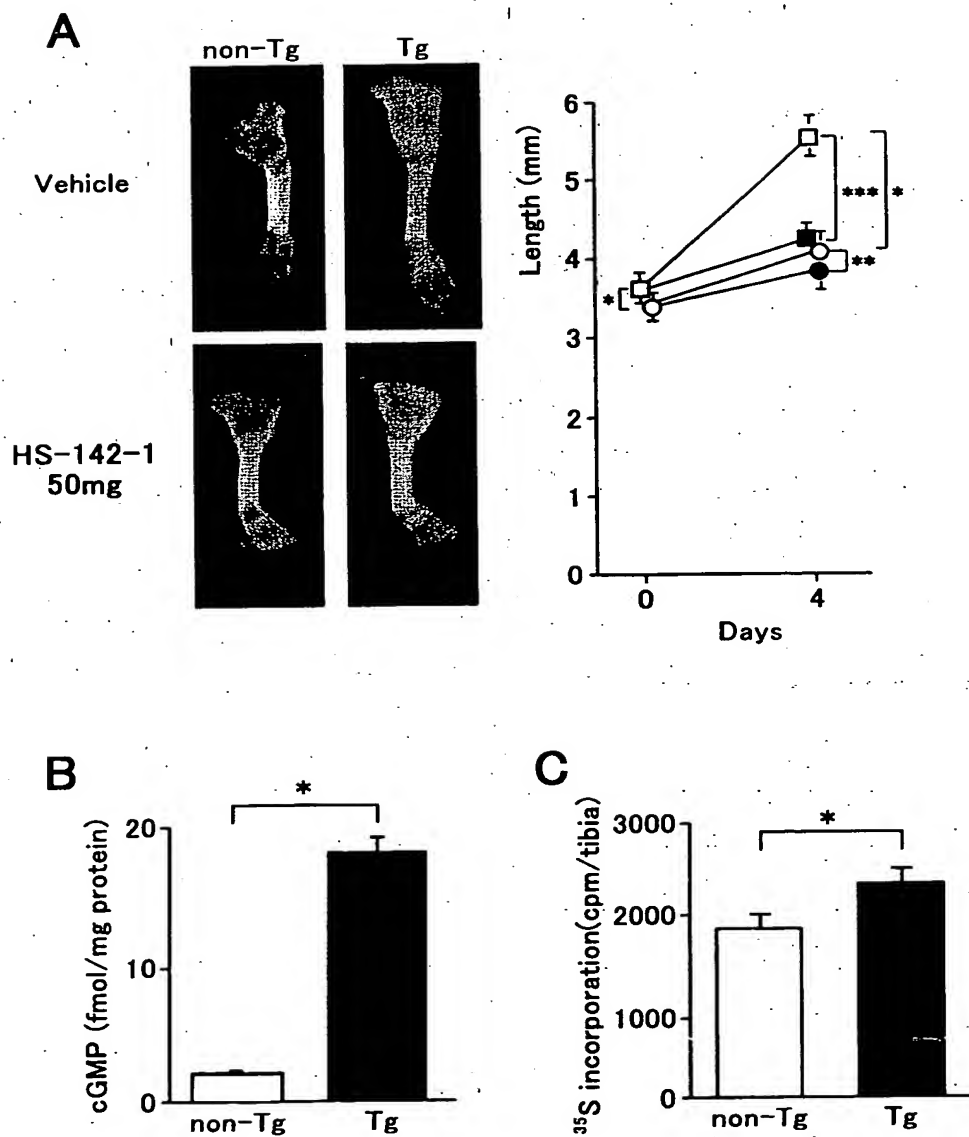 A
non-Tg
Tg
Vehicle
HS-142-1
50mg
Length (mm)
6
5
4
3
2
1
0
*
***
*
**
0
4
Days
B
cGMP (fmol/mg protein)
20
10
0
*
non-Tg
Tg
C
³⁵S incorporation(cpm/tibia)
3000
2000
1000
0
*
non-Tg
Tg